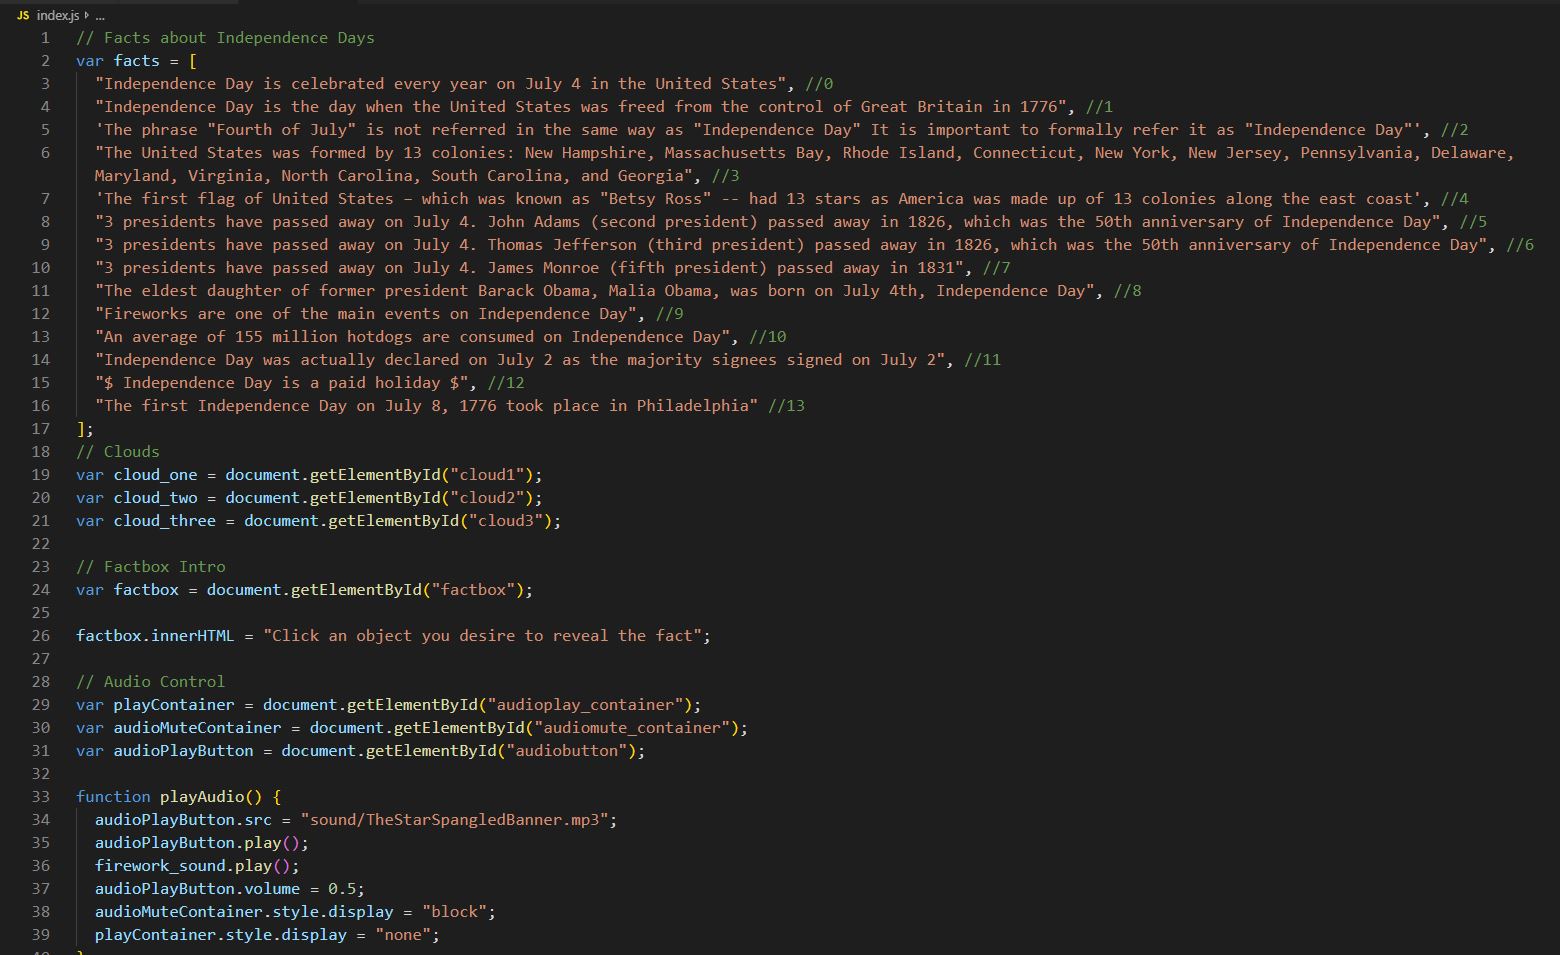 JS index.js › ...
1 // Facts about Independence Days
2 var facts = [
3 "Independence Day is celebrated every year on July 4 in the United States", //0
4 "Independence Day is the day when the United States was freed from the control of Great Britain in 1776", //1
5 'The phrase "Fourth of July" is not referred in the same way as "Independence Day" It is important to formally refer it as "Independence Day"', //2
6 "The United States was formed by 13 colonies: New Hampshire, Massachusetts Bay, Rhode Island, Connecticut, New York, New Jersey, Pennsylvania, Delaware,
Maryland, Virginia, North Carolina, South Carolina, and Georgia", //3
7 'The first flag of United States – which was known as "Betsy Ross" -- had 13 stars as America was made up of 13 colonies along the east coast', //4
8 "3 presidents have passed away on July 4. John Adams (second president) passed away in 1826, which was the 50th anniversary of Independence Day", //5
9 "3 presidents have passed away on July 4. Thomas Jefferson (third president) passed away in 1826, which was the 50th anniversary of Independence Day", //6
10 "3 presidents have passed away on July 4. James Monroe (fifth president) passed away in 1831", //7
11 "The eldest daughter of former president Barack Obama, Malia Obama, was born on July 4th, Independence Day", //8
12 "Fireworks are one of the main events on Independence Day", //9
13 "An average of 155 million hotdogs are consumed on Independence Day", //10
14 "Independence Day was actually declared on July 2 as the majority signees signed on July 2", //11
15 "$ Independence Day is a paid holiday $", //12
16 "The first Independence Day on July 8, 1776 took place in Philadelphia" //13
17 ];
18 // Clouds
19 var cloud_one = document.getElementById("cloud1");
20 var cloud_two = document.getElementById("cloud2");
21 var cloud_three = document.getElementById("cloud3");
22
23 // Factbox Intro
24 var factbox = document.getElementById("factbox");
25
26 factbox.innerHTML = "Click an object you desire to reveal the fact";
27
28 // Audio Control
29 var playContainer = document.getElementById("audioplay_container");
30 var audioMuteContainer = document.getElementById("audiomute_container");
31 var audioPlayButton = document.getElementById("audiobutton");
32
33 function playAudio() {
34 audioPlayButton.src = "sound/TheStarSpangledBanner.mp3";
35 audioPlayButton.play();
36 firework_sound.play();
37 audioPlayButton.volume = 0.5;
38 audioMuteContainer.style.display = "block";
39 playContainer.style.display = "none";